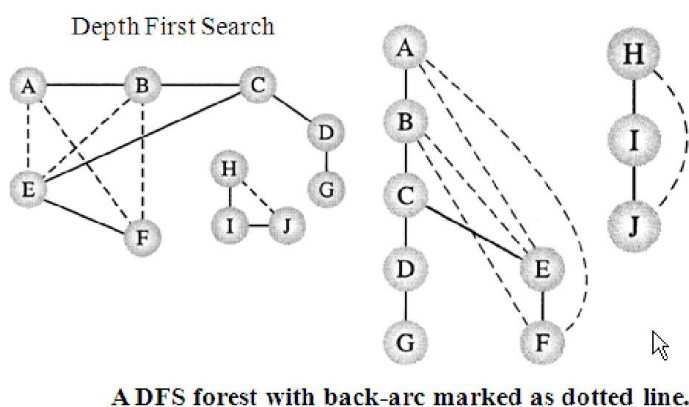 Depth First Search
A B C
D
E
F
H
I J
G
A
B
C
D
G
E
F
H
I
J
A DFS forest with back-arc marked as dotted line.